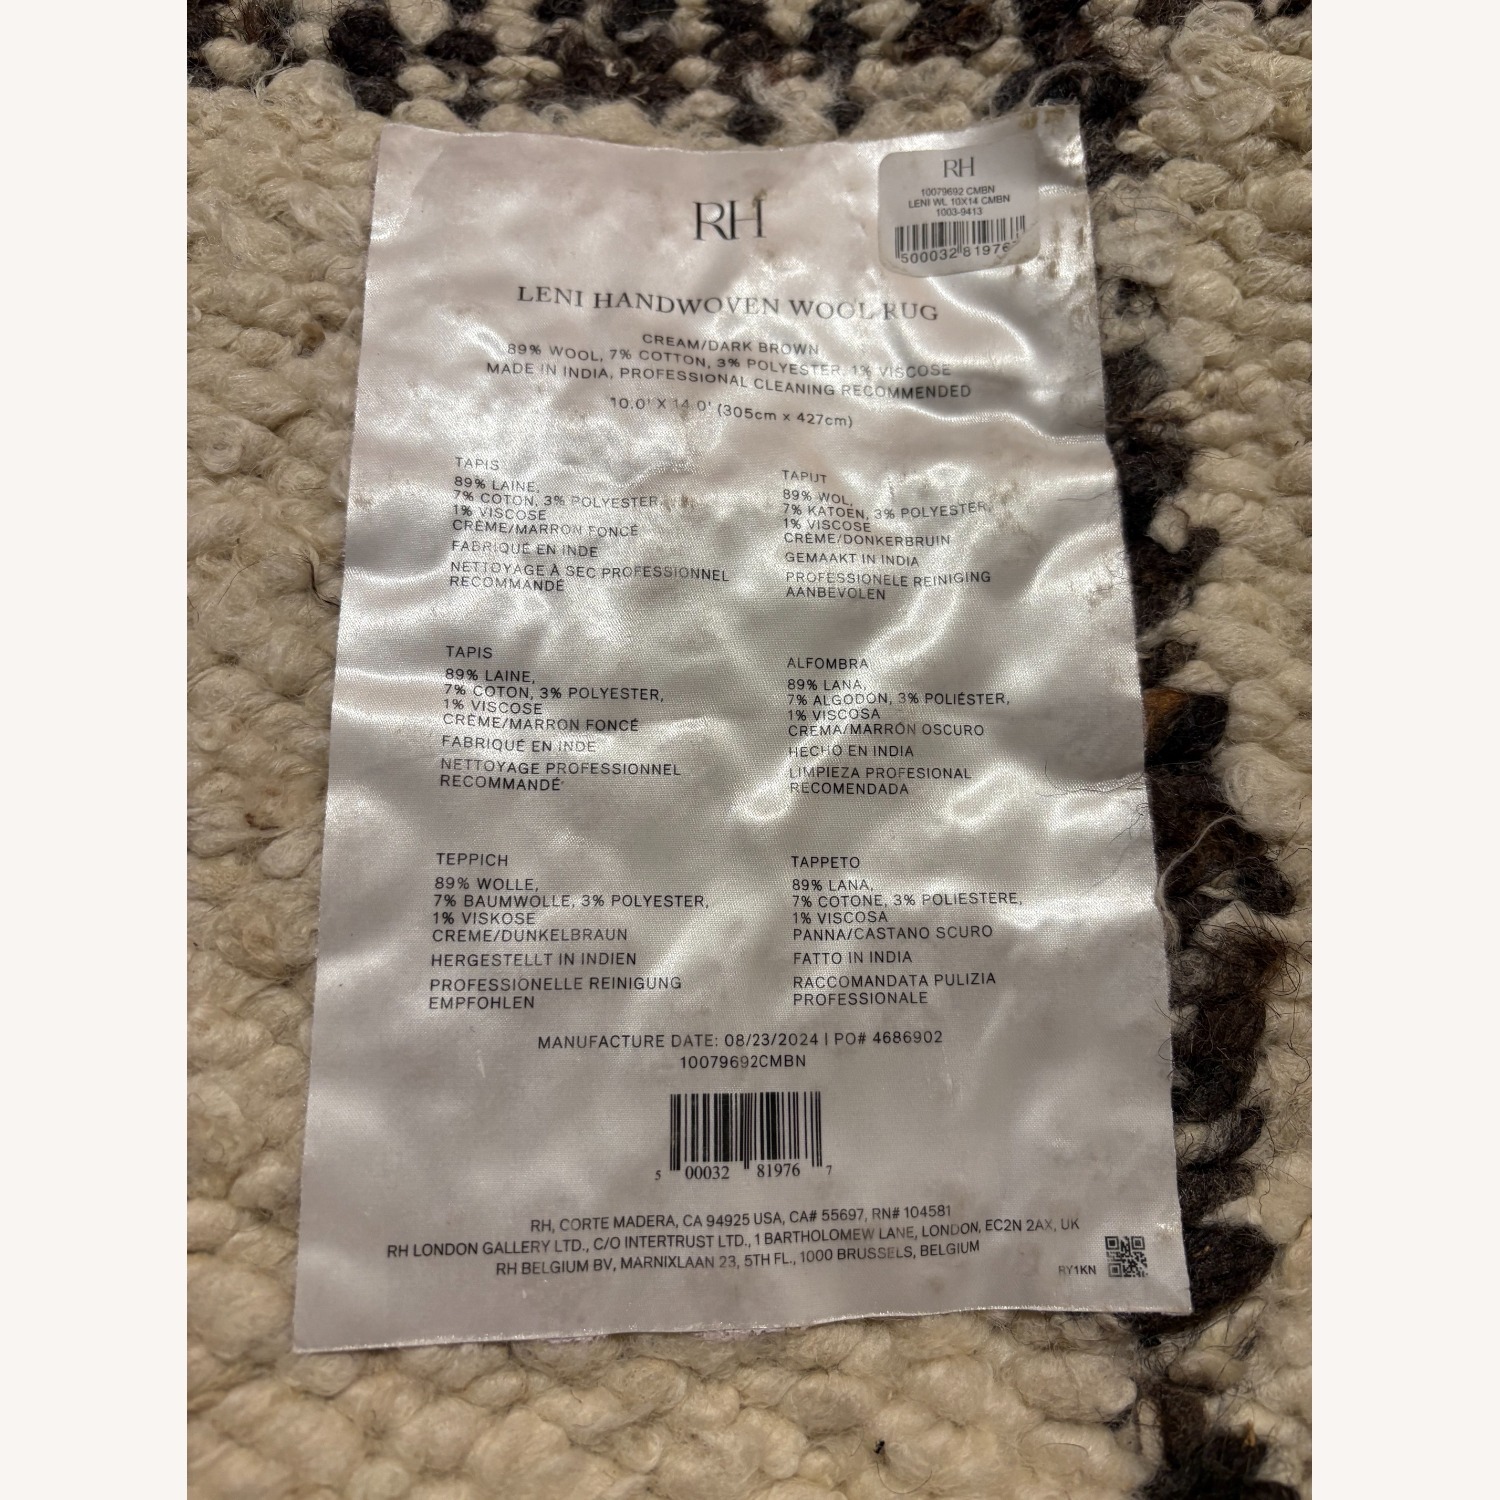 RH
10079692 CMBN
LENI WL 10X14 CMBN
1003-9413
500032 81976
RH
LENI HANDWOVEN WOOL RUG
CREAM/DARK BROWN
89% WOOL, 7% COTTON, 3% POLYESTER, 1% VISCOSE
MADE IN INDIA, PROFESSIONAL CLEANING RECOMMENDED
10.0' X 14.0' (305cm x 427cm)
TAPIS
89% LAINE,
7% COTON, 3% POLYESTER,
1% VISCOSE
CRÈME/MARRON FONCÉ
FABRIQUÉ EN INDE
NETTOYAGE À SEC PROFESSIONNEL
RECOMMANDÉ
TAPIJT
89% WOL,
7% KATOEN, 3% POLYESTER,
1% VISCOSE
CRÈME/DONKERBRUIN
GEMAAKT IN INDIA
PROFESSIONELE REINIGING
AANBEVOLEN
TAPIS
89% LAINE,
7% COTON, 3% POLYESTER,
1% VISCOSE
CRÈME/MARRON FONCÉ
FABRIQUÉ EN INDE
NETTOYAGE PROFESSIONNEL
RECOMMANDÉ
ALFOMBRA
89% LANA,
7% ALGODÓN, 3% POLIÉSTER,
1% VISCOSA
CREMA/MARRÓN OSCURO
HECHO EN INDIA
LIMPIEZA PROFESIONAL
RECOMENDADA
TEPPICH
89% WOLLE,
7% BAUMWOLLE, 3% POLYESTER,
1% VISKOSE
CREME/DUNKELBRAUN
HERGESTELLT IN INDIEN
PROFESSIONELLE REINIGUNG
EMPFOHLEN
TAPPETO
89% LANA,
7% COTONE, 3% POLIESTERE,
1% VISCOSA
PANNA/CASTANO SCURO
FATTO IN INDIA
RACCOMANDATA PULIZIA
PROFESSIONALE
MANUFACTURE DATE: 08/23/2024 | PO# 4686902
10079692CMBN
5 00032 81976 7
RH, CORTE MADERA, CA 94925 USA, CA# 55697, RN# 104581
RH LONDON GALLERY LTD., C/O INTERTRUST LTD., 1 BARTHOLOMEW LANE, LONDON, EC2N 2AX, UK
RH BELGIUM BV, MARNIXLAAN 23, 5TH FL., 1000 BRUSSELS, BELGIUM
RY1KN